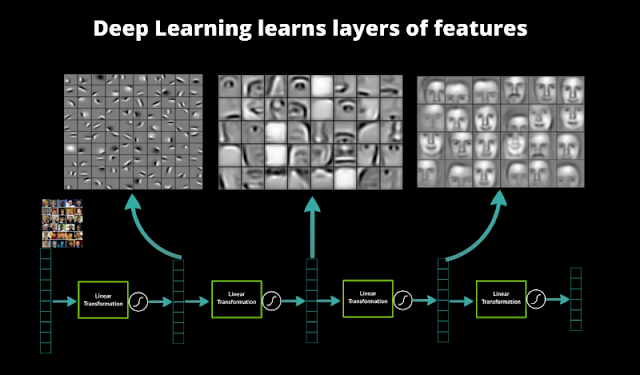 Deep Learning learns layers of features
Linear
Transformation
Linear
Transformation
Linear
Transformation
Linear
Transformation